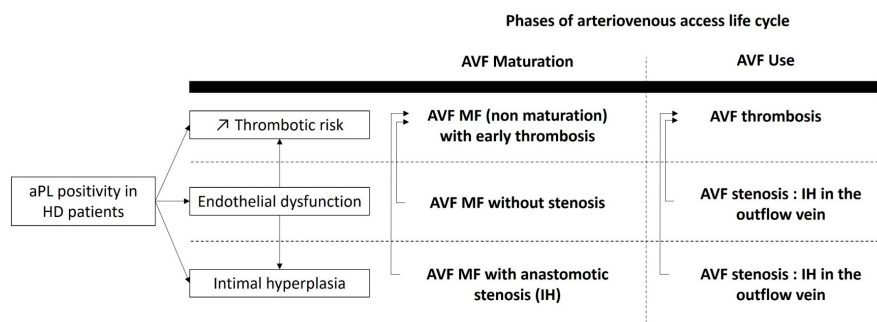 Phases of arteriovenous access life cycle
AVF Maturation
AVF Use
↗ Thrombotic risk
AVF MF (non maturation)
with early thrombosis
AVF thrombosis
aPL positivity in
HD patients
Endothelial dysfunction
AVF MF without stenosis
AVF stenosis : IH in the
outflow vein
Intimal hyperplasia
AVF MF with anastomotic
stenosis (IH)
AVF stenosis : IH in the
outflow vein